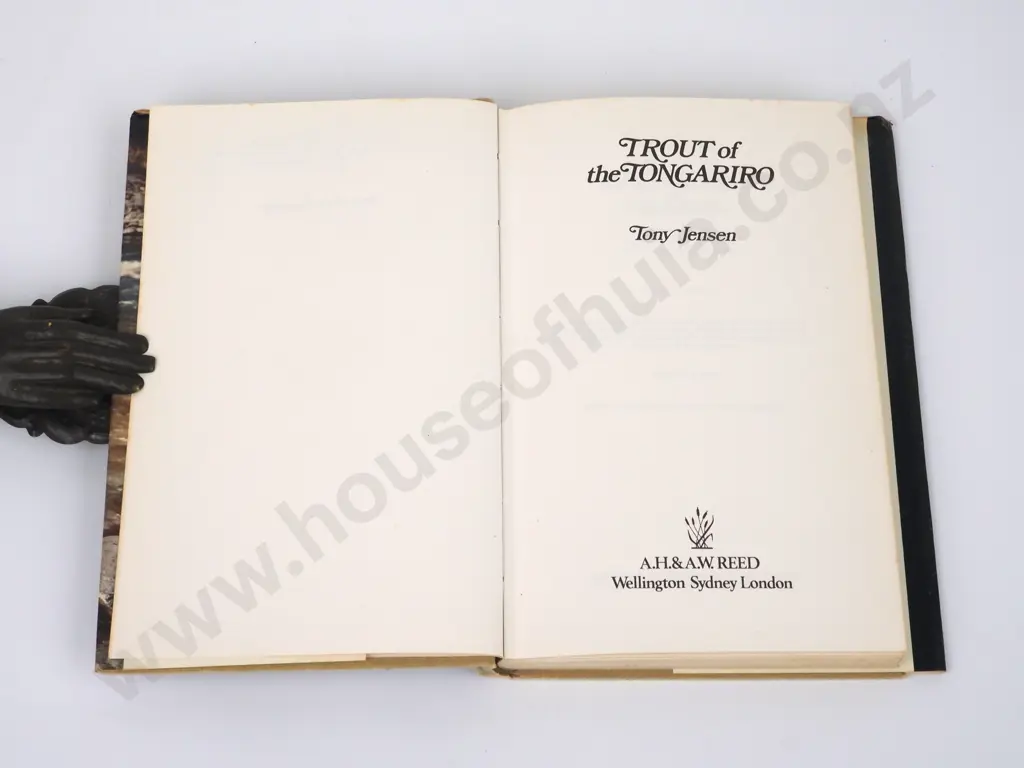 TROUT of
the TONGARIRO
Tony Jensen
A.H. & A.W. REED
Wellington Sydney London
www.houseofhula.co.nz